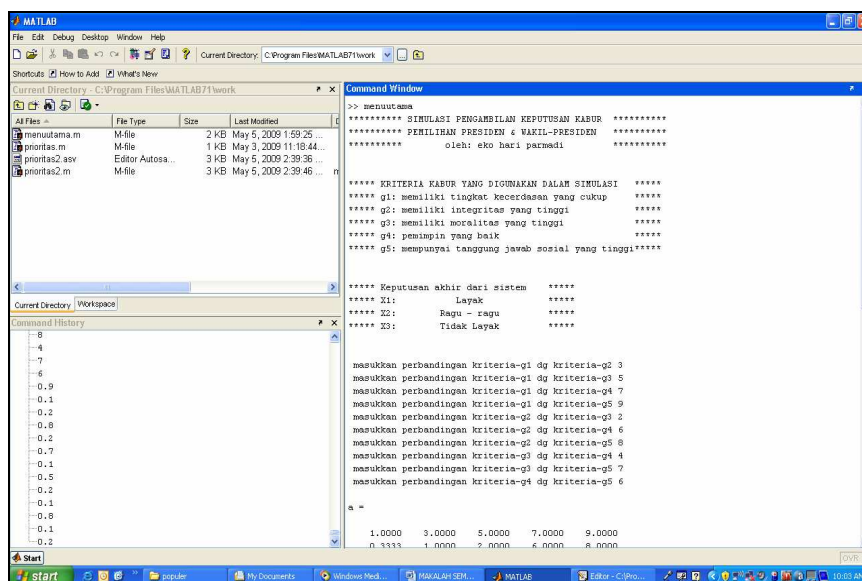 MATLAB
File Edit Debug Desktop Window Help
Current Directory: C:\Program Files\MATLAB71\work
Shortcuts How to Add What's New
Current Directory - C:\Program Files\MATLAB71\work
All Files File Type Size Last Modified
menuutama.m M-file 2 KB May 5, 2009 1:59:25 ...
prioritas.m M-file 1 KB May 3, 2009 11:18:44...
prioritas2.asv Editor Autosa... 3 KB May 5, 2009 2:39:36 ...
prioritas2.m M-file 3 KB May 5, 2009 2:39:46 ...
Current Directory Workspace
Command History
8
4
7
6
0.9
0.1
0.2
0.8
0.2
0.7
0.1
0.5
0.2
0.1
0.8
0.1
0.2
Command Window
>> menuutama
********** SIMULASI PENGAMBILAN KEPUTUSAN KABUR **********
********** PEMILIHAN PRESIDEN & WAKIL-PRESIDEN **********
********** oleh: eko hari parmadi **********
***** KRITERIA KABUR YANG DIGUNAKAN DALAM SIMULASI *****
***** g1: memiliki tingkat kecerdasan yang cukup *****
***** g2: memiliki integritas yang tinggi *****
***** g3: memiliki moralitas yang tinggi *****
***** g4: pemimpin yang baik *****
***** g5: mempunyai tanggung jawab sosial yang tinggi*****
***** Keputusan akhir dari sistem *****
***** X1: Layak *****
***** X2: Ragu - ragu *****
***** X3: Tidak Layak *****
masukkan perbandingan kriteria-g1 dg kriteria-g2 3
masukkan perbandingan kriteria-g1 dg kriteria-g3 5
masukkan perbandingan kriteria-g1 dg kriteria-g4 7
masukkan perbandingan kriteria-g1 dg kriteria-g5 9
masukkan perbandingan kriteria-g2 dg kriteria-g3 2
masukkan perbandingan kriteria-g2 dg kriteria-g4 6
masukkan perbandingan kriteria-g2 dg kriteria-g5 8
masukkan perbandingan kriteria-g3 dg kriteria-g4 4
masukkan perbandingan kriteria-g3 dg kriteria-g5 7
masukkan perbandingan kriteria-g4 dg kriteria-g5 6
a =
1.0000 3.0000 5.0000 7.0000 9.0000
0.3333 1.0000 2.0000 6.0000 8.0000
Start OVR
start populer My Documents Windows Medi... MAKALAH SEM... MATLAB Editor - C:\Pro...